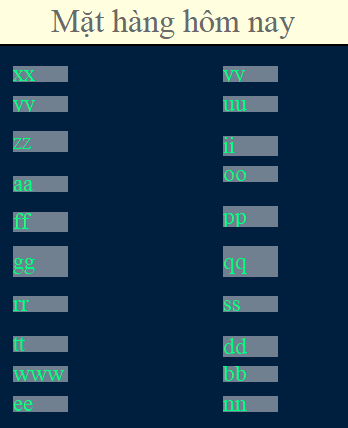 Mặt hàng hôm nay
xx vv
vv uu
zz ii
aa oo
ff pp
gg qq
rr ss
tt dd
www bb
ee nn